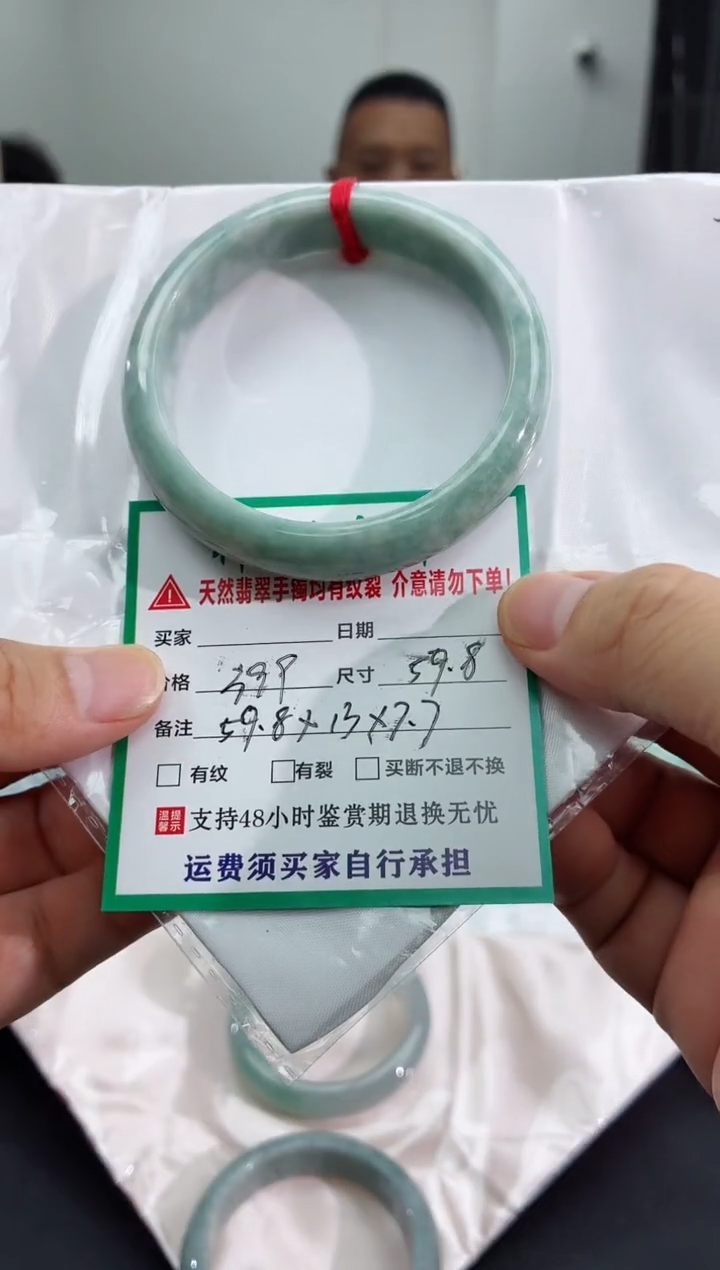 天然翡翠手镯均有纹裂 介意请勿下单!
买家 日期
价格 399 尺寸 59.8
备注 59.8×13×7.7
有纹 有裂 买断不退不换
温馨提示 支持48小时鉴赏期退换无忧
运费须买家自行承担